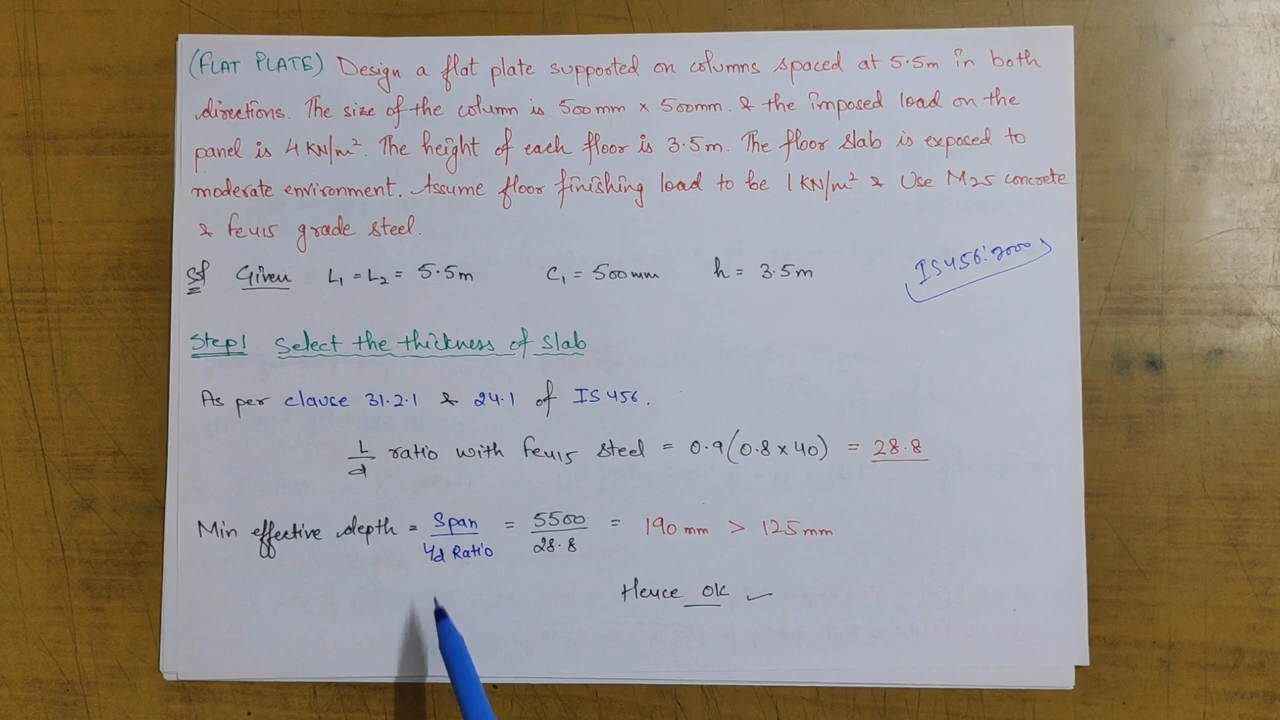 (FLAT PLATE) Design a flat plate supported on columns spaced at 5.5m in both
directions. The size of the column is 500mm × 500mm. & the imposed load on the
panel is 4 KN/m². The height of each floor is 3.5m. The floor slab is exposed to
moderate environment. Assume floor finishing load to be 1 KN/m² & Use M25 concrete
& fe415 grade steel.
Sol Given L₁ = L₂ = 5.5m C₁ = 500mm h = 3.5m
IS456:2000
Step1 Select the thickness of slab
As per clause 31.2.1 & 24.1 of IS 456.
L/d ratio with fe415 steel = 0.9(0.8×40) = 28.8
Min effective depth = Span / L/d Ratio = 5500 / 28.8 = 190mm > 125mm
Hence OK ✓